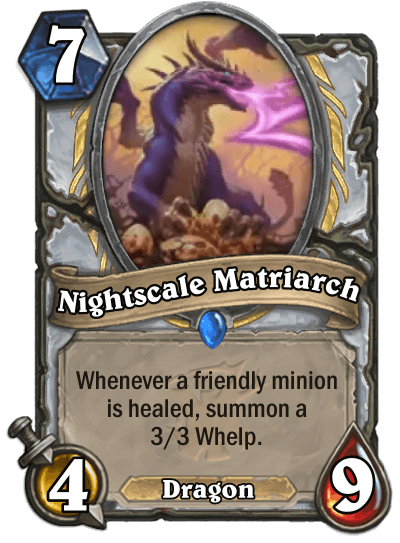 7
Nightscale Matriarch
Whenever a friendly minion
is healed, summon a
3/3 Whelp.
4
Dragon
9